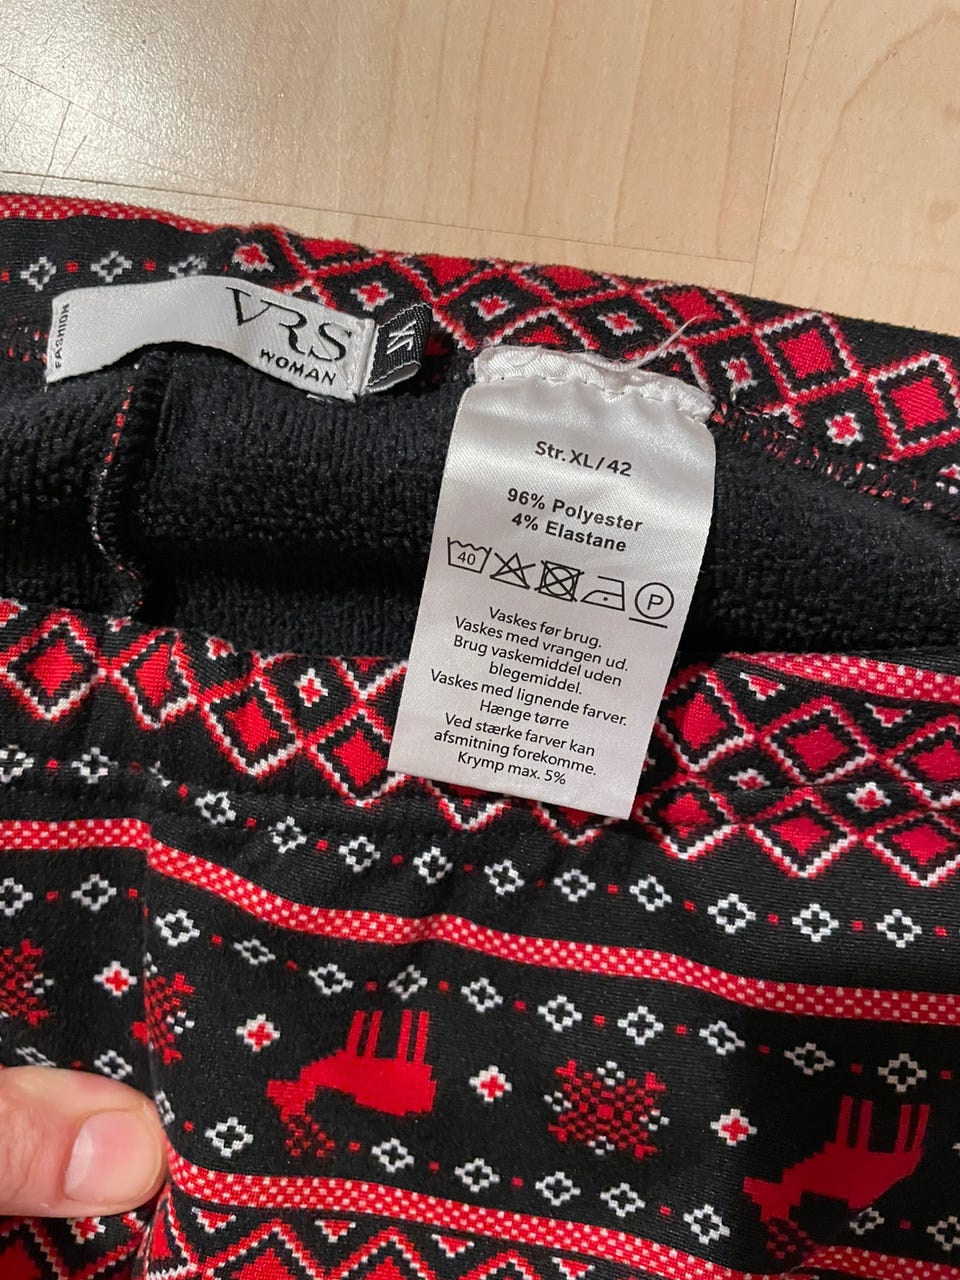 FASHION
VRS
WOMAN
Str. XL/42
96% Polyester
4% Elastane
40
P
Vaskes før brug.
Vaskes med vrangen ud.
Brug vaskemiddel uden
blegemiddel.
Vaskes med lignende farver.
Hænge tørre
Ved stærke farver kan
afsmitning forekomme.
Krymp max. 5%